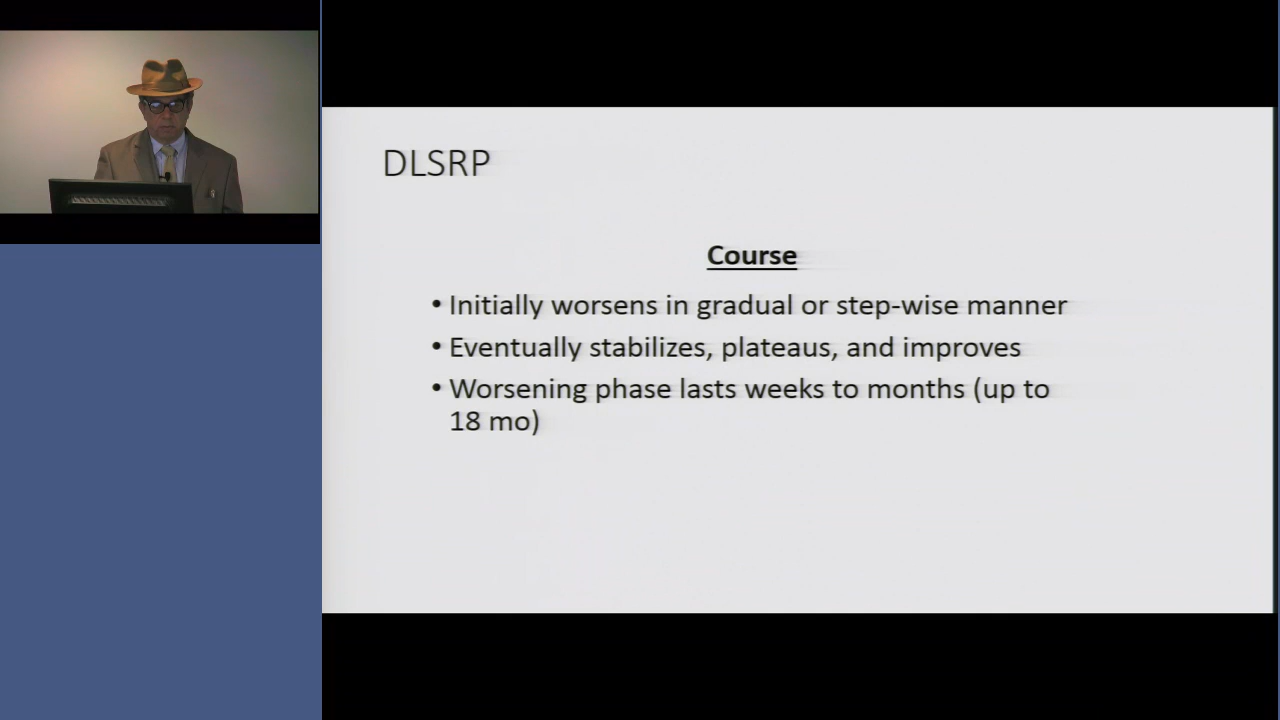 DLSRP
Course
• Initially worsens in gradual or step-wise manner
• Eventually stabilizes, plateaus, and improves
• Worsening phase lasts weeks to months (up to
18 mo)